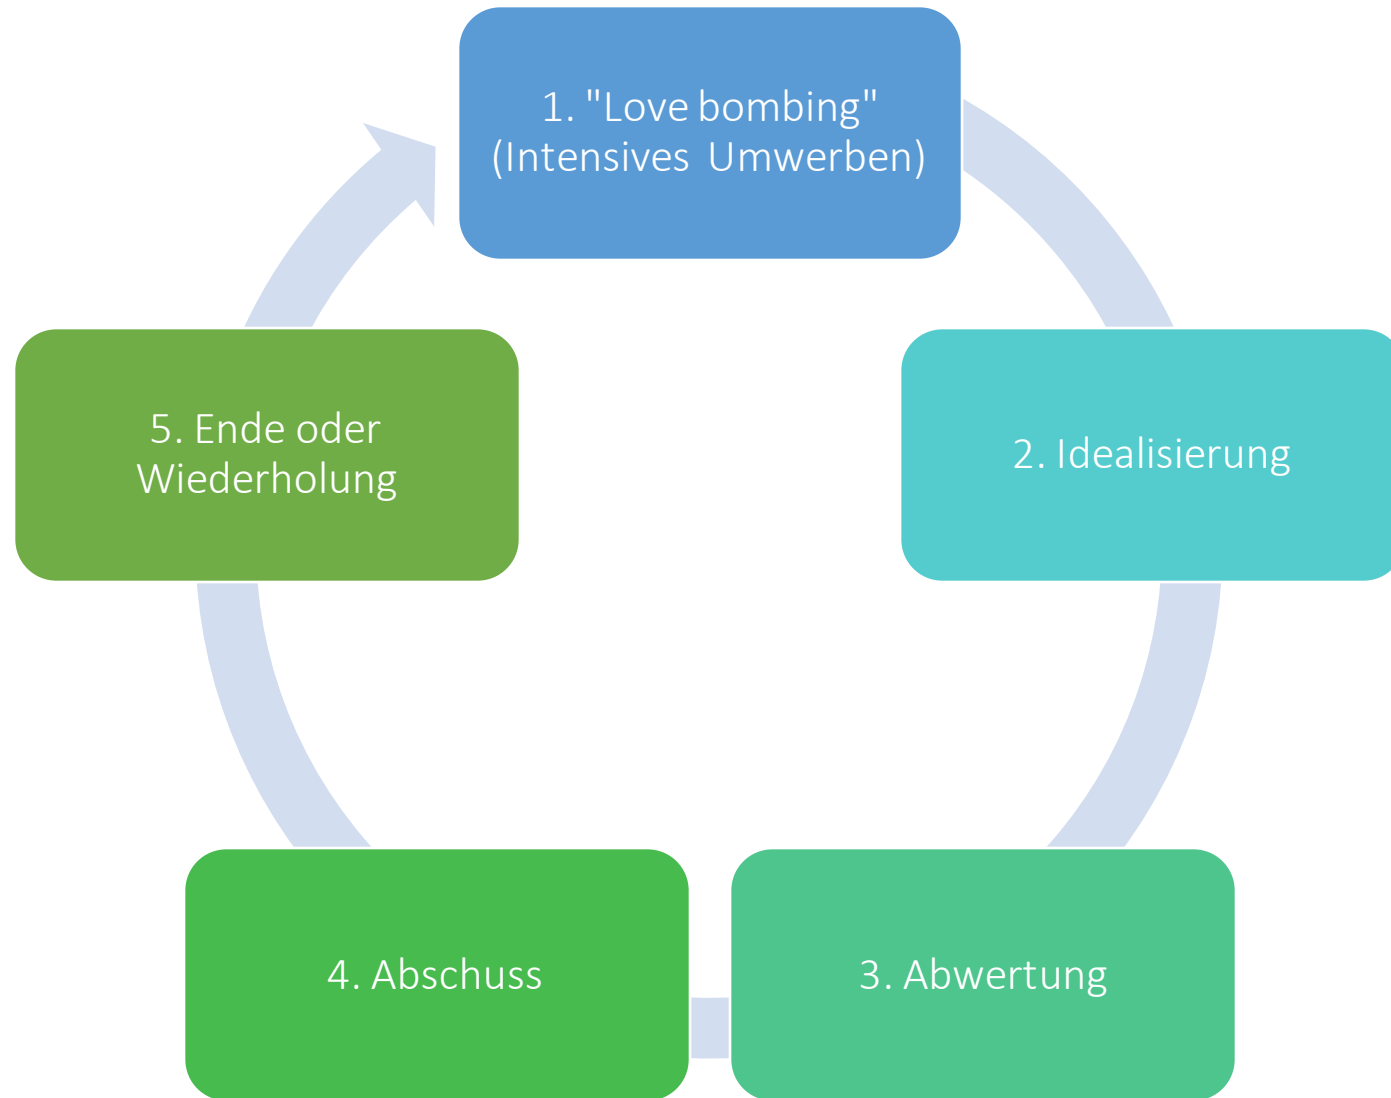 1. "Love bombing"
(Intensives Umwerben)
2. Idealisierung
3. Abwertung
4. Abschuss
5. Ende oder
Wiederholung